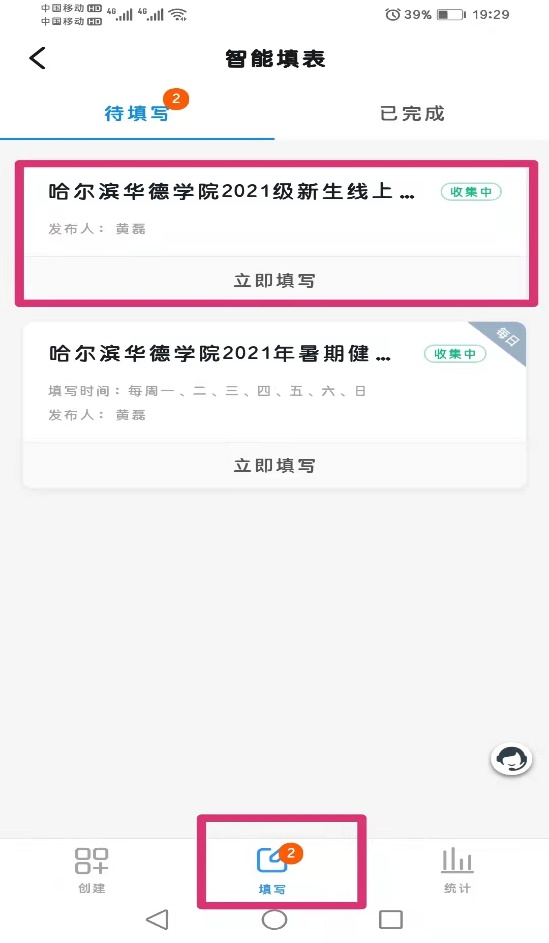 中国移动 HD 4G 4G
中国移动 HD
39% 19:29
智能填表
待填写 2
已完成
哈尔滨华德学院2021级新生线上 ...
收集中
发布人：黄磊
立即填写
每日
哈尔滨华德学院2021年暑期健 ...
收集中
填写时间：每周一、二、三、四、五、六、日
发布人：黄磊
立即填写
2
创建
填写
统计